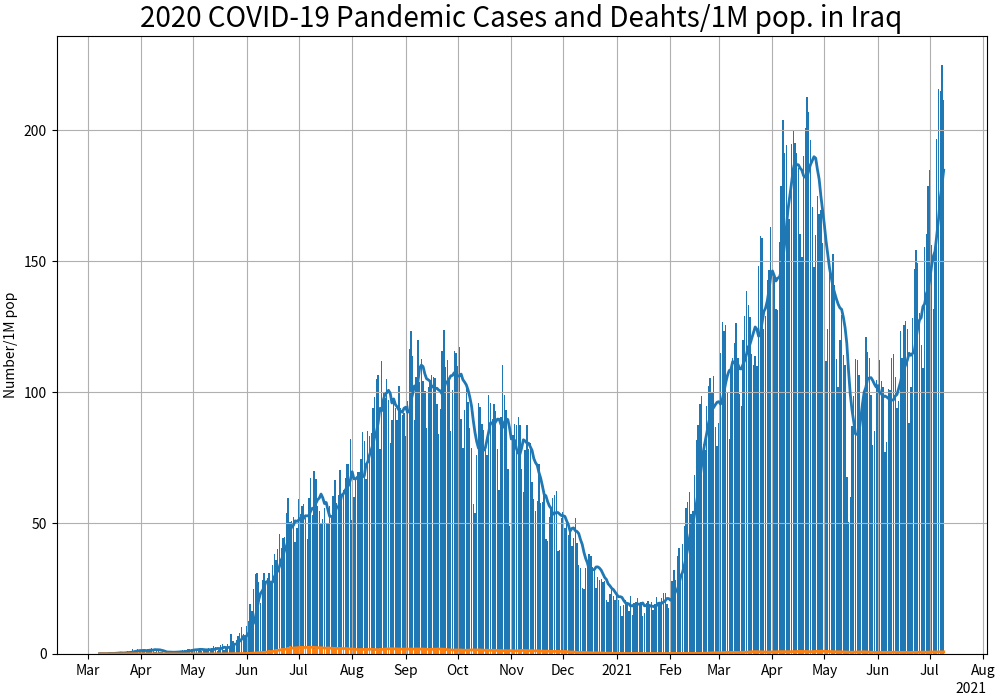 2020 COVID-19 Pandemic Cases and Deahts/1M pop. in Iraq
Number/1M pop
200
150
100
50
0
Mar Apr May Jun Jul Aug Sep Oct Nov Dec 2021 Feb Mar Apr May Jun Jul Aug
2021